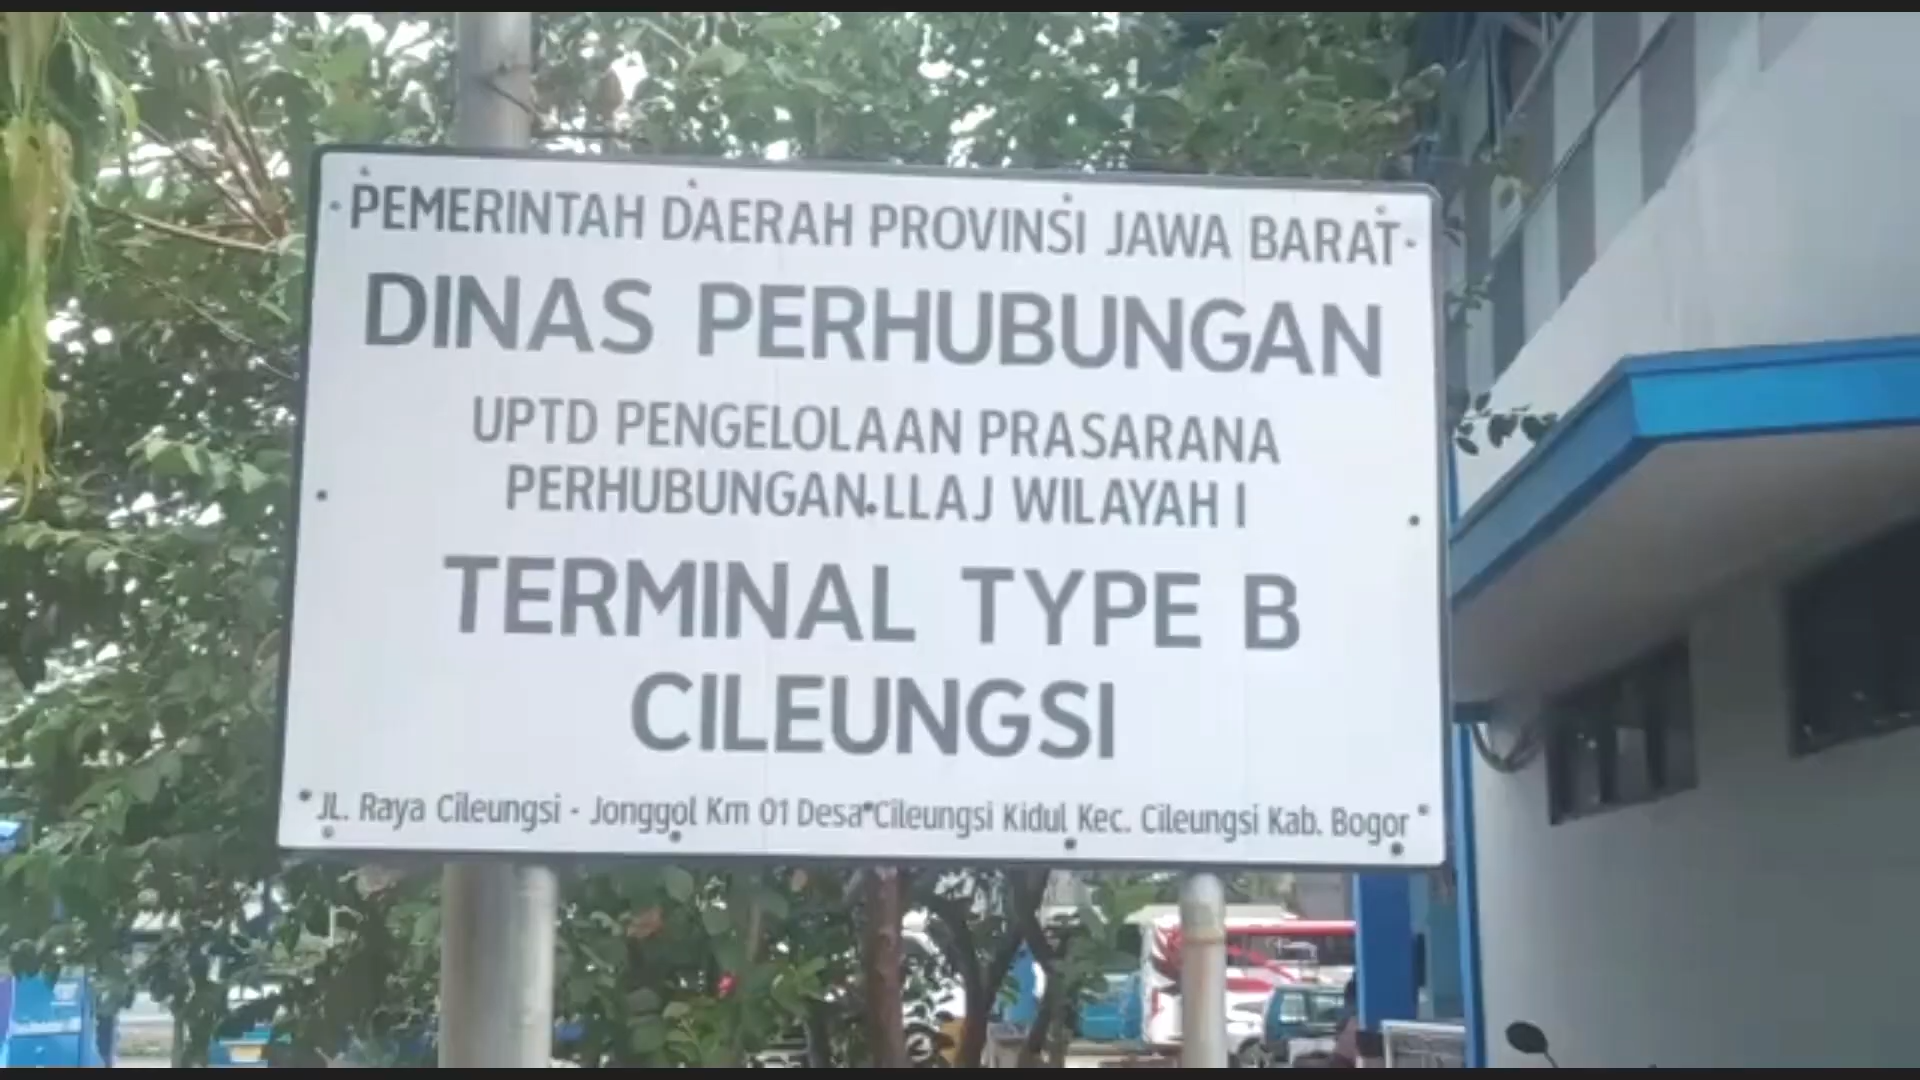 PEMERINTAH DAERAH PROVINSI JAWA BARAT
DINAS PERHUBUNGAN
UPTD PENGELOLAAN PRASARANA
PERHUBUNGAN LLAJ WILAYAH I
TERMINAL TYPE B
CILEUNGSI
JL. Raya Cileungsi - Jonggol Km 01 Desa Cileungsi Kidul Kec. Cileungsi Kab. Bogor